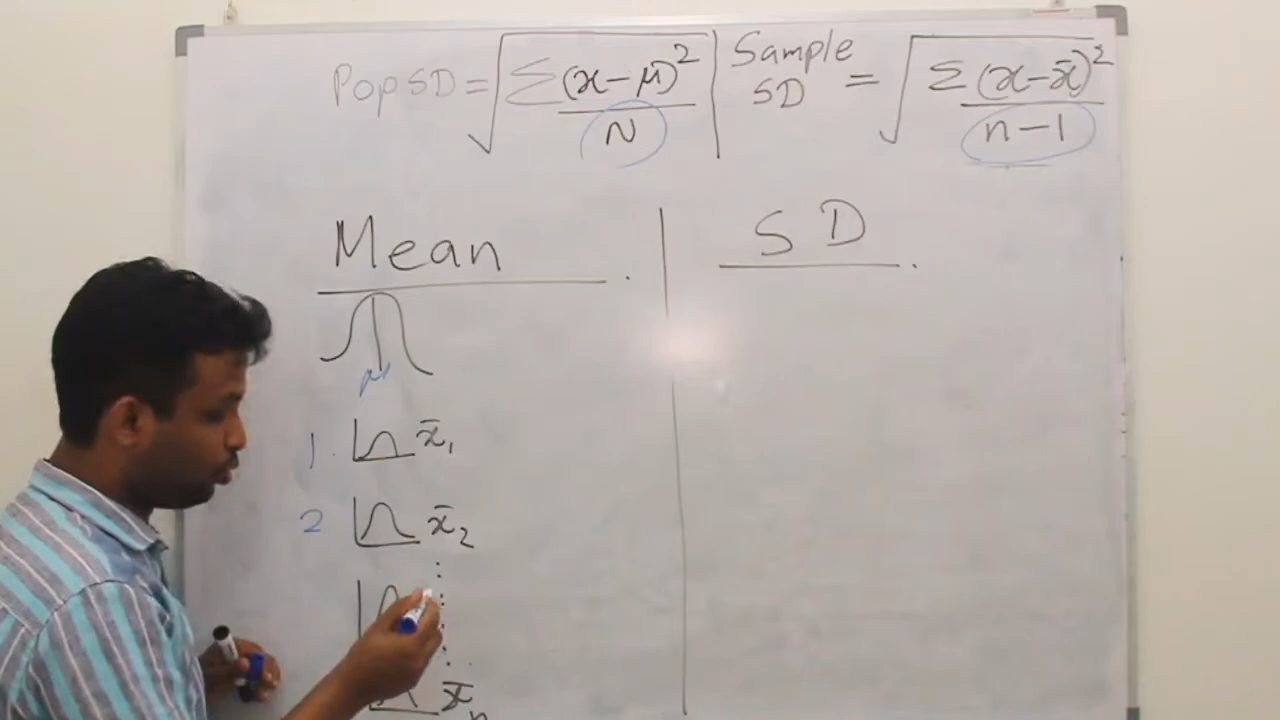 Pop SD = √ Σ (x – μ)² / N
Sample SD = √ Σ (x – x̄)² / n – 1
Mean
SD
μ
1. x̄₁
2 x̄₂
x̄ₙ